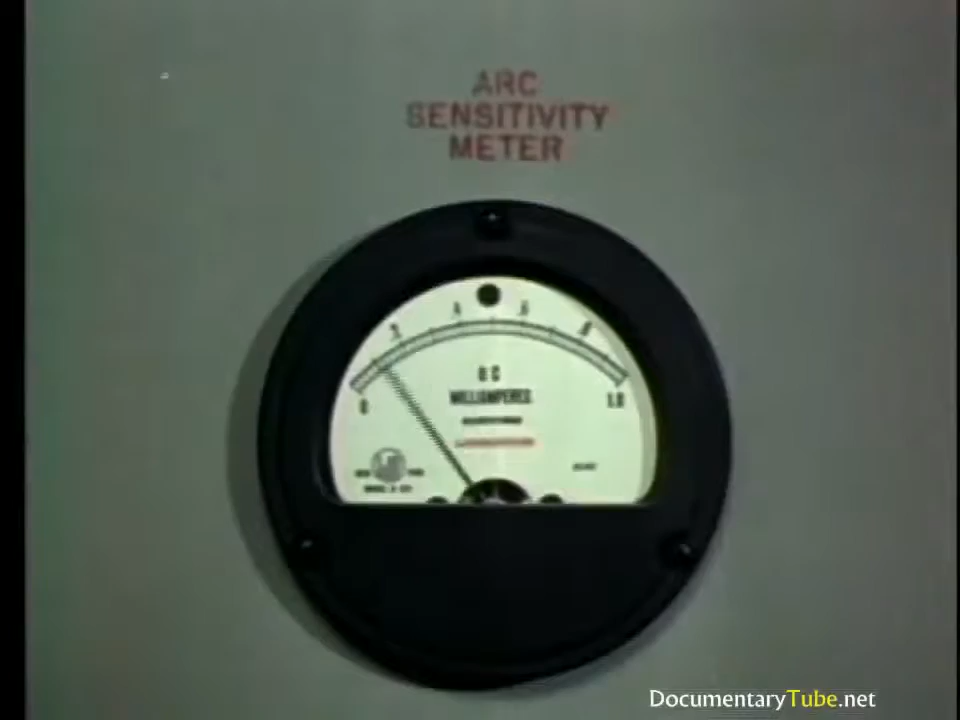 ARC
SENSITIVITY
METER
.2 .4 .6 .8
0 1.0
D C
MILLIAMPERES
DocumentaryTube.net